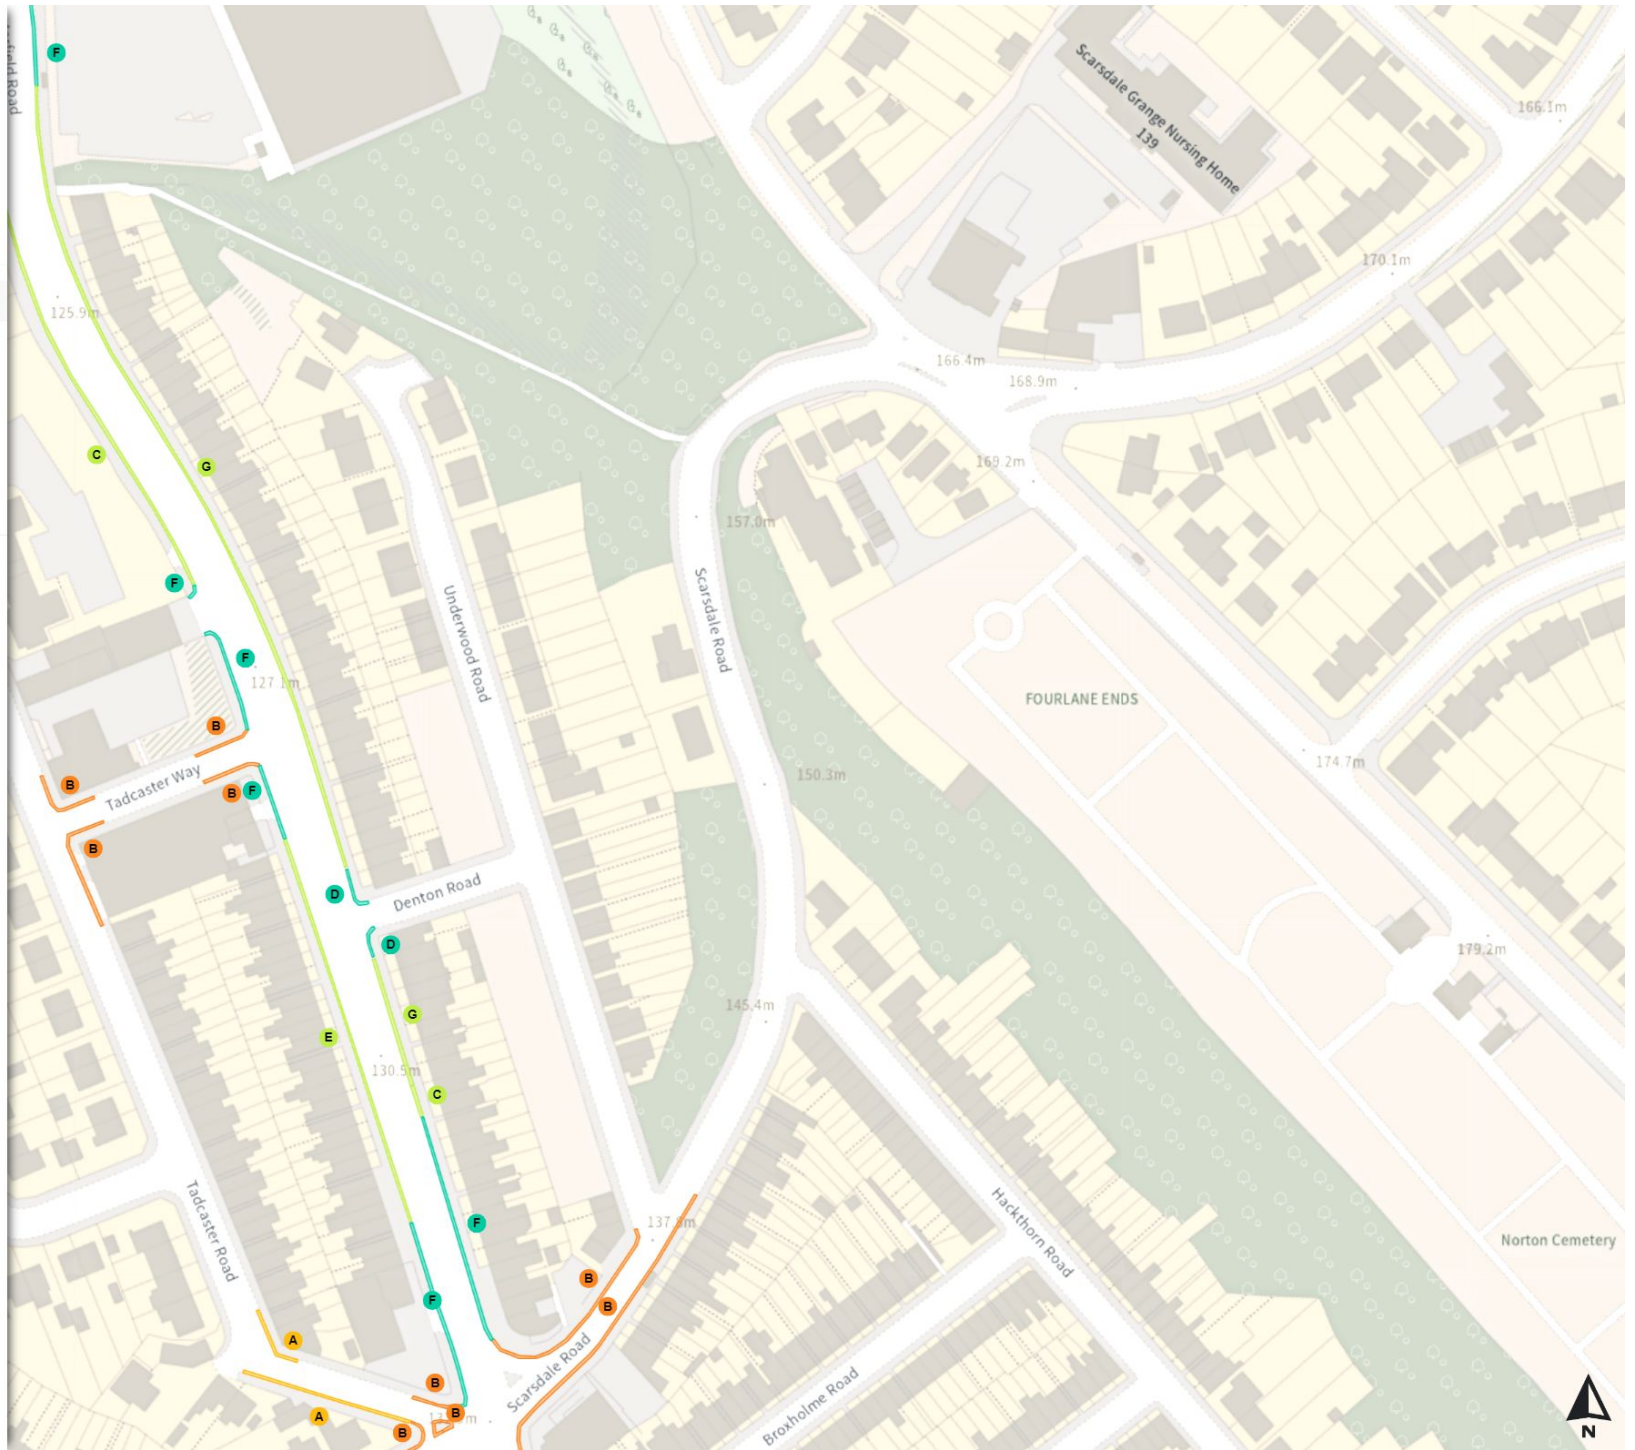 F
Scarsdale Grange Nursing Home
139
166.1m
170.1m
125.9m
166.4m
168.9m
C
G
169.2m
157.0m
F
Underwood Road
Scarsdale Road
F
127.1m
FOURLANE ENDS
B
B
Tadcaster Way
B
F
150.3m
174.7m
B
D
Denton Road
D
179.2m
145.4m
G
E
130.5m
C
Tadcaster Road
F
Hackthorn Road
Norton Cemetery
B
F
B
A
Scarsdale Road
B
A
B
B
Broxholme Road
N